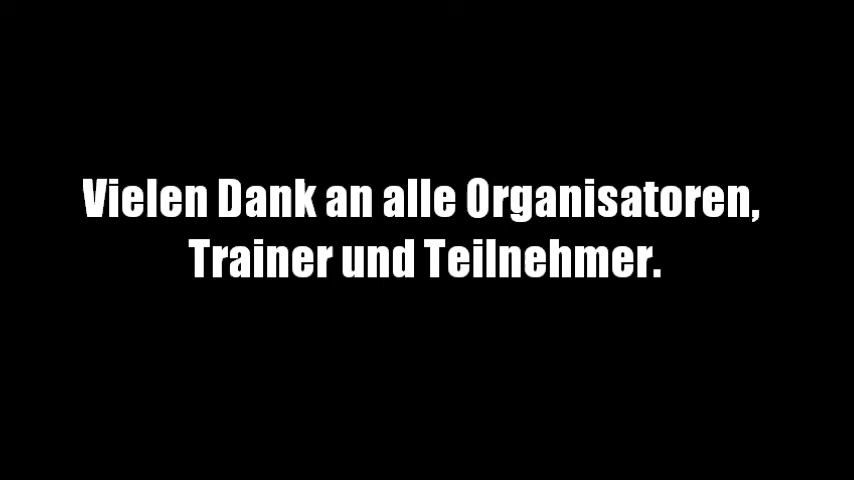 Vielen Dank an alle Organisatoren,
Trainer und Teilnehmer.